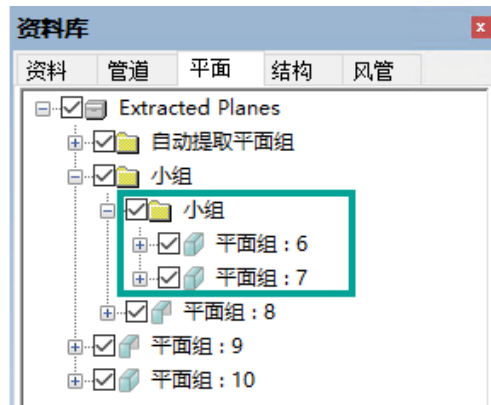 资料库
资料 管道 平面 结构 风管
Extracted Planes
自动提取平面组
小组
小组
平面组 : 6
平面组 : 7
平面组 : 8
平面组 : 9
平面组 : 10